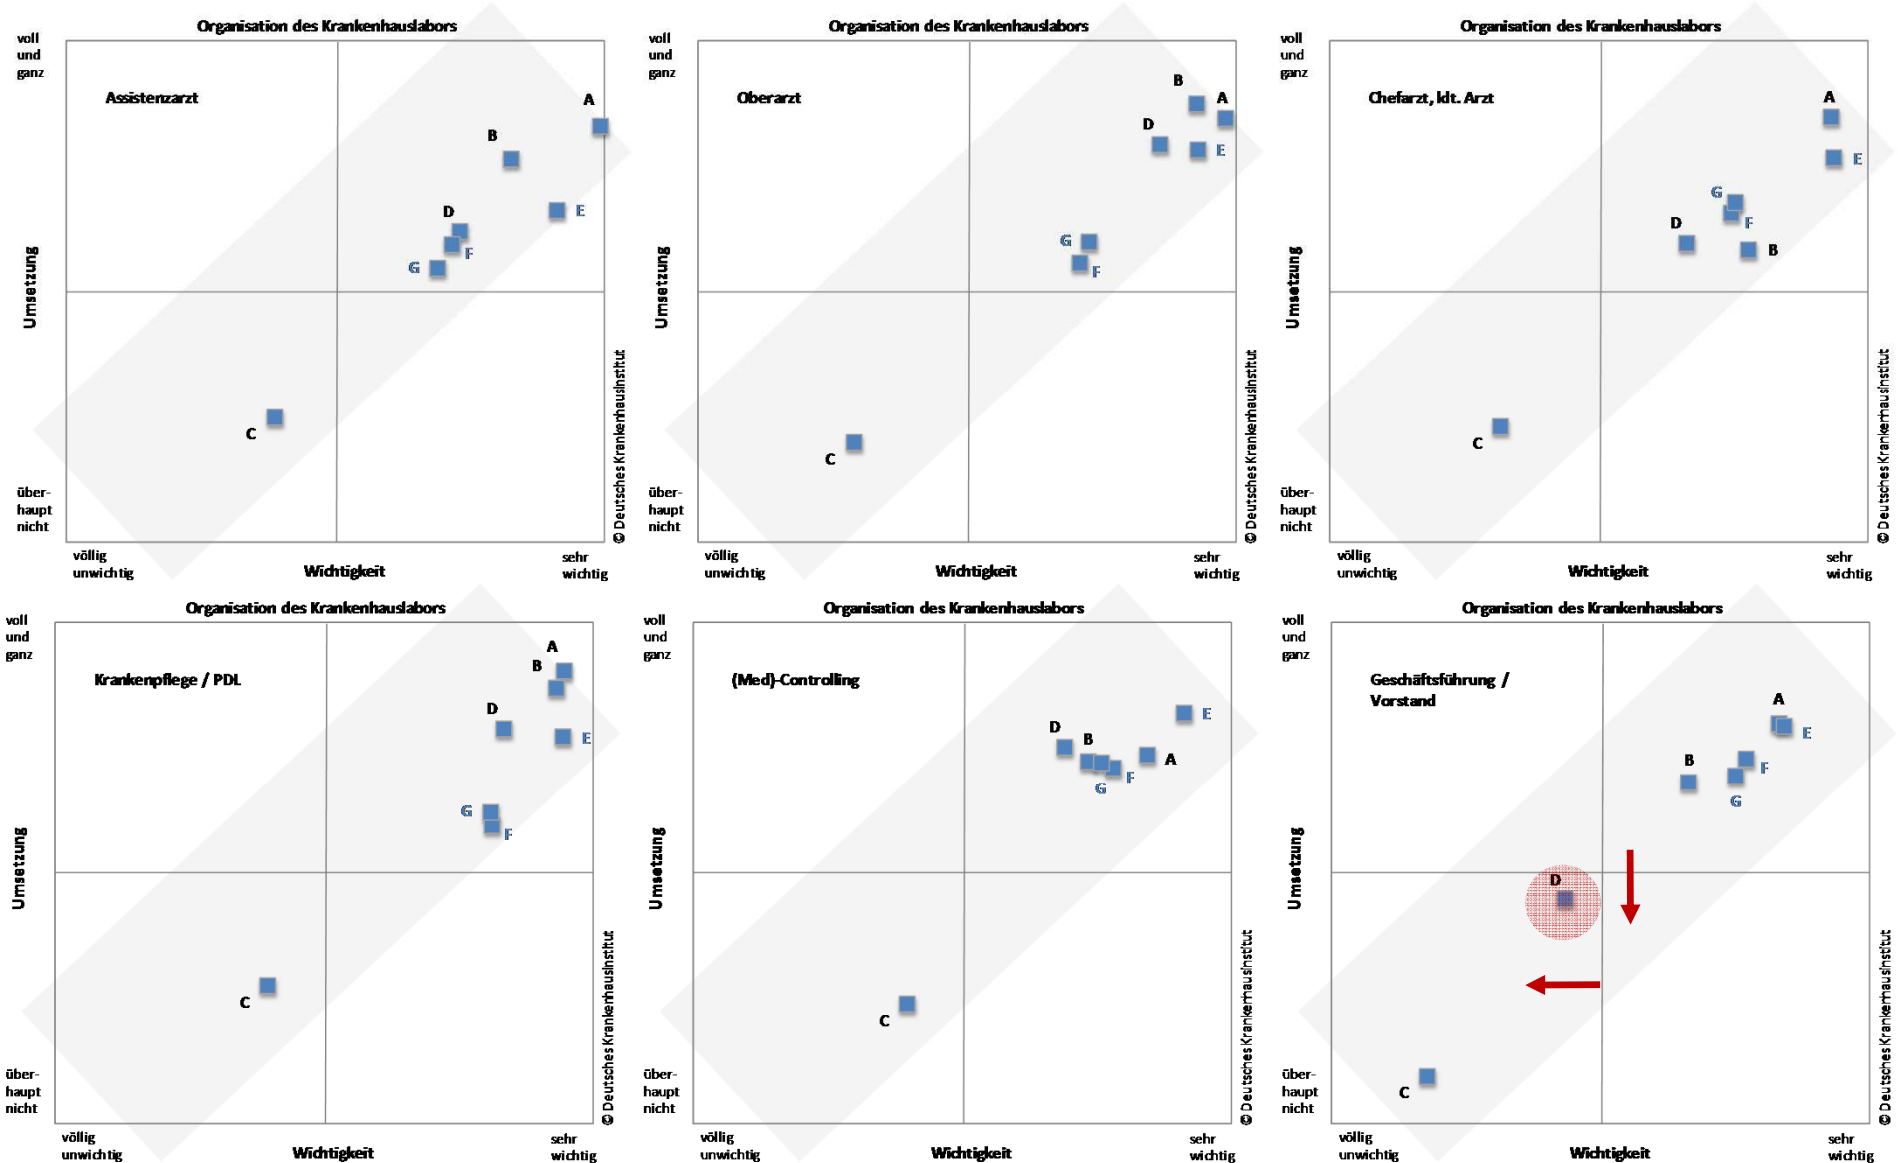 Organisation des Krankenhauslabors
voll
und
ganz
Assistenzarzt
A
B
E
D
F
G
C
Umsetzung
über-
haupt
nicht
völlig
unwichtig
Wichtigkeit
sehr
wichtig
© Deutsches Krankenhausinstitut
Organisation des Krankenhauslabors
voll
und
ganz
Oberarzt
B
A
D
E
G
F
C
Umsetzung
über-
haupt
nicht
völlig
unwichtig
Wichtigkeit
sehr
wichtig
© Deutsches Krankenhausinstitut
Organisation des Krankenhauslabors
voll
und
ganz
Chefarzt, ldt. Arzt
A
E
G
F
D
B
C
Umsetzung
über-
haupt
nicht
völlig
unwichtig
Wichtigkeit
sehr
wichtig
© Deutsches Krankenhausinstitut
Organisation des Krankenhauslabors
voll
und
ganz
Krankenpflege / PDL
A
B
D
E
G
F
C
Umsetzung
über-
haupt
nicht
völlig
unwichtig
Wichtigkeit
sehr
wichtig
© Deutsches Krankenhausinstitut
Organisation des Krankenhauslabors
voll
und
ganz
(Med)-Controlling
E
D
B
A
F
G
C
Umsetzung
über-
haupt
nicht
völlig
unwichtig
Wichtigkeit
sehr
wichtig
© Deutsches Krankenhausinstitut
Organisation des Krankenhauslabors
voll
und
ganz
Geschäftsführung /
Vorstand
A
E
B
F
G
D
C
Umsetzung
über-
haupt
nicht
völlig
unwichtig
Wichtigkeit
sehr
wichtig
© Deutsches Krankenhausinstitut